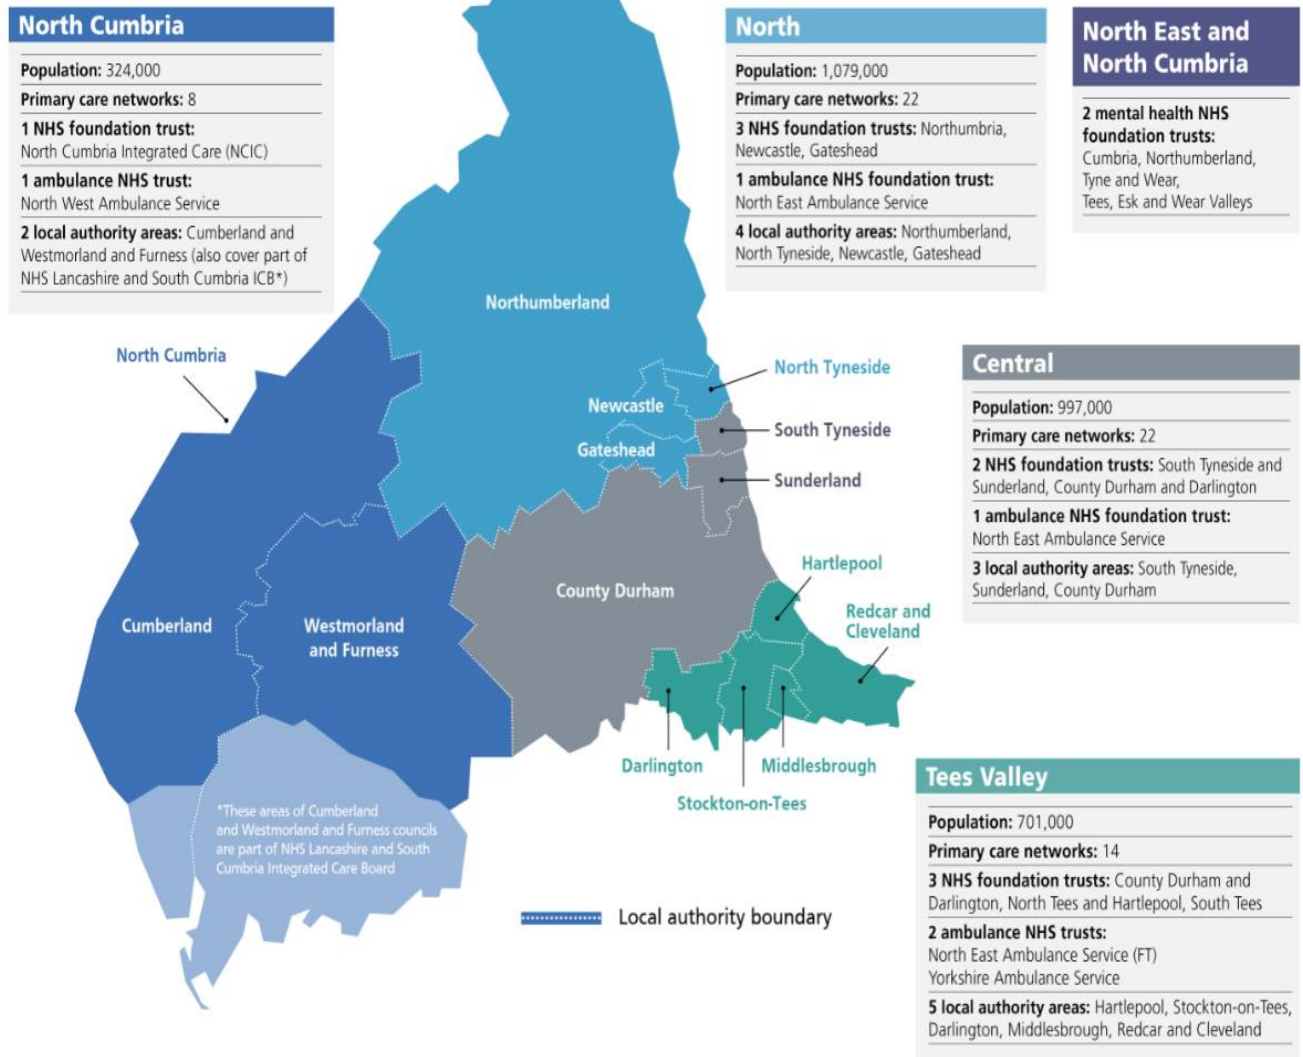 North Cumbria
Population: 324,000
Primary care networks: 8
1 NHS foundation trust:
North Cumbria Integrated Care (NCIC)
1 ambulance NHS trust:
North West Ambulance Service
2 local authority areas: Cumberland and
Westmorland and Furness (also cover part of
NHS Lancashire and South Cumbria ICB*)
North
Population: 1,079,000
Primary care networks: 22
3 NHS foundation trusts: Northumbria,
Newcastle, Gateshead
1 ambulance NHS foundation trust:
North East Ambulance Service
4 local authority areas: Northumberland,
North Tyneside, Newcastle, Gateshead
North East and
North Cumbria
2 mental health NHS
foundation trusts:
Cumbria, Northumberland,
Tyne and Wear,
Tees, Esk and Wear Valleys
Northumberland
North Cumbria
North Tyneside
Newcastle
South Tyneside
Gateshead
Sunderland
Central
Population: 997,000
Primary care networks: 22
2 NHS foundation trusts: South Tyneside and
Sunderland, County Durham and Darlington
1 ambulance NHS foundation trust:
North East Ambulance Service
3 local authority areas: South Tyneside,
Sunderland, County Durham
Hartlepool
County Durham
Redcar and
Cleveland
Cumberland
Westmorland
and Furness
Darlington
Middlesbrough
Stockton-on-Tees
*These areas of Cumberland
and Westmorland and Furness councils
are part of NHS Lancashire and South
Cumbria Integrated Care Board
Local authority boundary
Tees Valley
Population: 701,000
Primary care networks: 14
3 NHS foundation trusts: County Durham and
Darlington, North Tees and Hartlepool, South Tees
2 ambulance NHS trusts:
North East Ambulance Service (FT)
Yorkshire Ambulance Service
5 local authority areas: Hartlepool, Stockton-on-Tees,
Darlington, Middlesbrough, Redcar and Cleveland